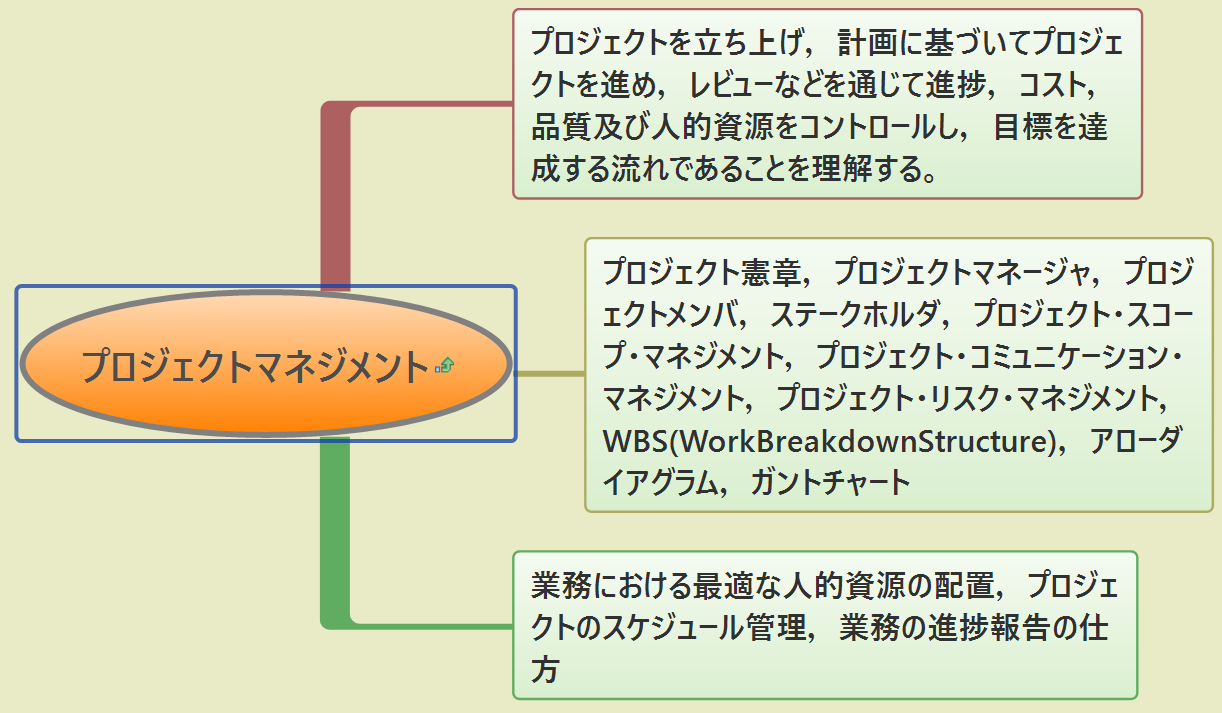 プロジェクトを立ち上げ，計画に基づいてプロジェ
クトを進め，レビューなどを通じて進捗，コスト，
品質及び人的資源をコントロールし，目標を達
成する流れであることを理解する。
プロジェクトマネジメント
プロジェクト憲章，プロジェクトマネージャ，プロジ
ェクトメンバ，ステークホルダ，プロジェクト・スコー
プ・マネジメント，プロジェクト・コミュニケーション・
マネジメント，プロジェクト・リスク・マネジメント，
WBS(WorkBreakdownStructure)，アローダ
イアグラム，ガントチャート
業務における最適な人的資源の配置，プロジェ
クトのスケジュール管理，業務の進捗報告の仕
方